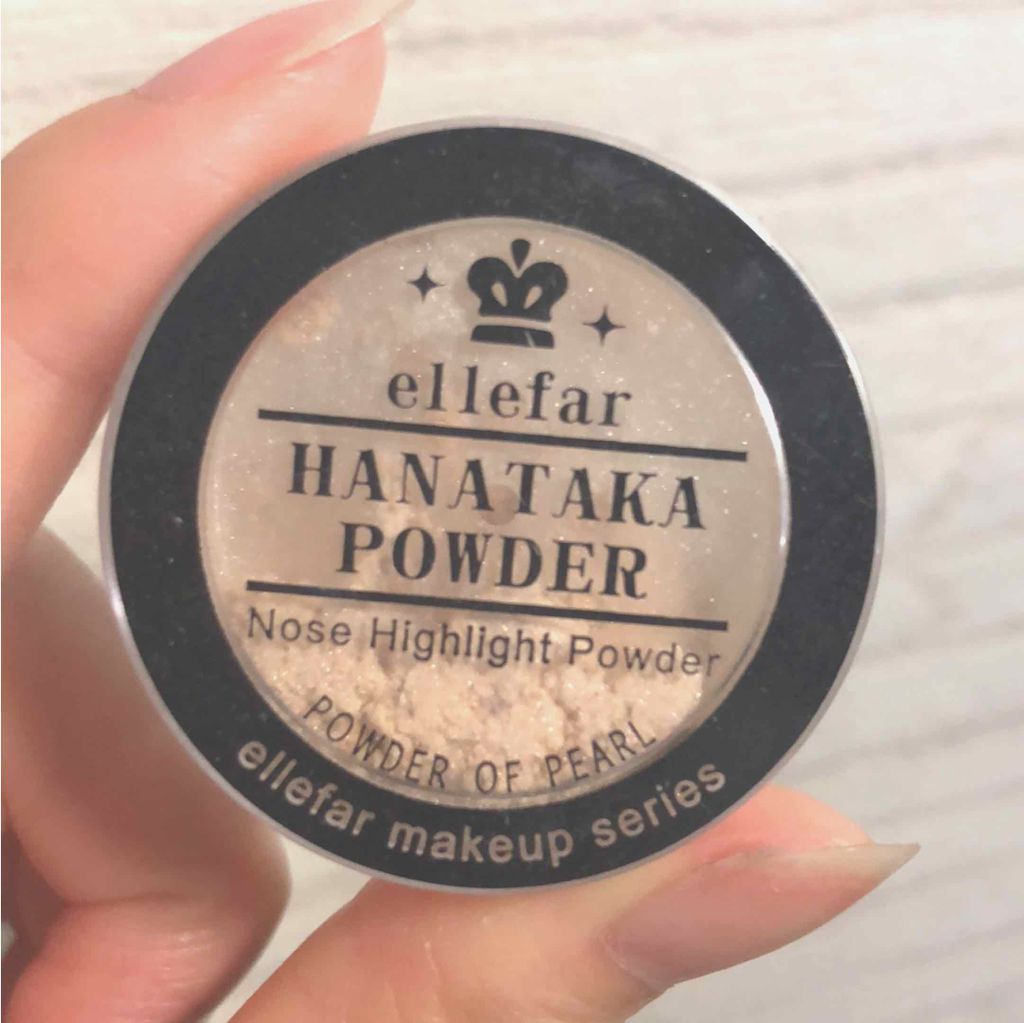 ellefar
HANATAKA
POWDER
Nose Highlight Powder
POWDER OF PEARL
ellefar makeup series